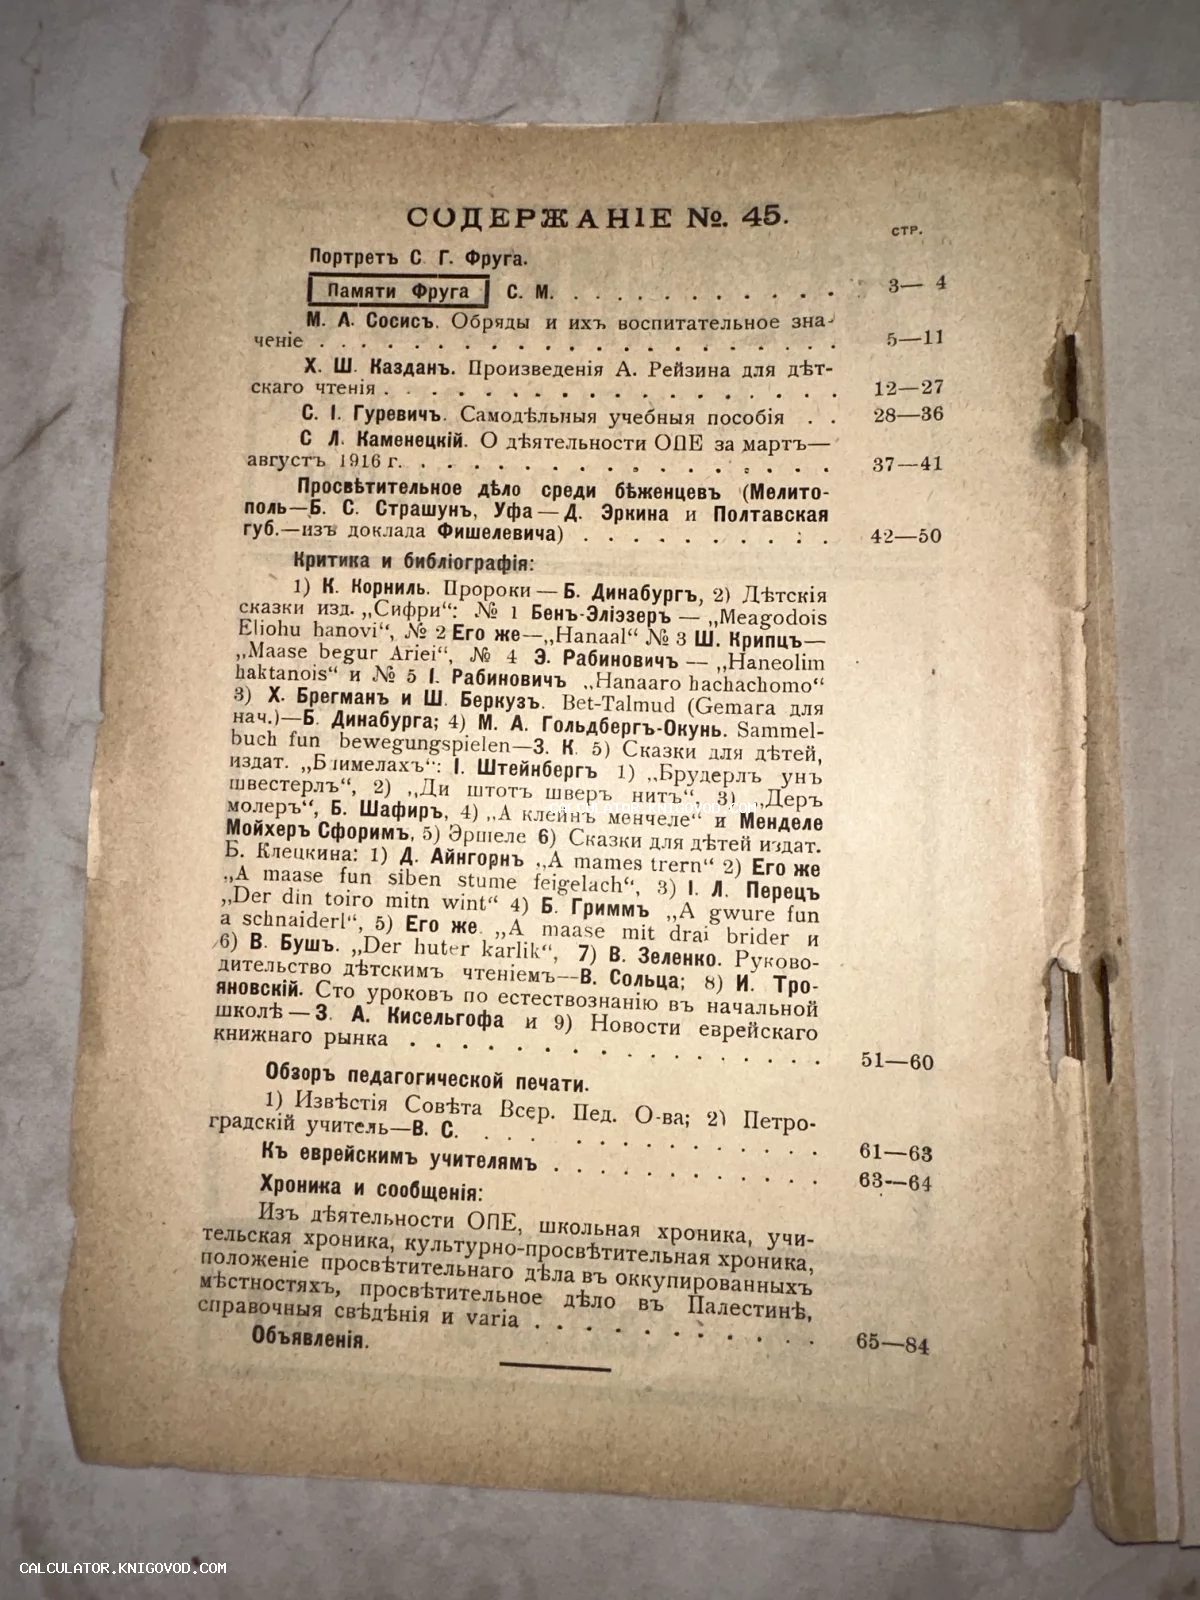 СОДЕРЖАНІЕ №. 45.
СТР.
Портретъ С. Г. Фруга.
Памяти Фруга С. М. . . . . . . . . . . . 3— 4
М. А. Сосисъ. Обряды и ихъ воспитательное зна-
ченіе . . . . . . . . . . . . . . . . . . . 5—11
Х. Ш. Казданъ. Произведенія А. Рейзина для дѣт-
скаго чтенія . . . . . . . . . . . . . . . . 12—27
С. І. Гуревичъ. Самодѣльныя учебныя пособія . . 28—36
С Л. Каменецкій. О дѣятельности ОПЕ за мартъ—
августъ 1916 г. . . . . . . . . . . . . . . . 37—41
Просвѣтительное дѣло среди бѣженцевъ (Мелито-
поль—Б. С. Страшунъ, Уфа — Д. Эркина и Полтавская
губ.—изъ доклада Фишелевича) . . . . . . . . . . 42—50
Критика и библіографія:
1) К. Корниль. Пророки — Б. Динабургъ, 2) Дѣтскія
сказки изд. „Сифри“: № 1 Бенъ-Эліэзеръ — „Meagodois
Eliohu hanovi“, № 2 Его же—„Hanaal“ № 3 Ш. Крипцъ—
„Maase begur Ariei“, № 4 Э. Рабиновичъ — „Haneolim
haktanois“ и № 5 І. Рабиновичъ „Hanaaro hachachomo“
3) Х. Брегманъ и Ш. Беркузъ. Bet-Talmud (Gemara для
нач.)—Б. Динабурга; 4) М. А. Гольдбергъ-Окунь. Sammel-
buch fun bewegungspielen—З. К. 5) Сказки для дѣтей,
издат. „Блимелахъ“: І. Штейнбергъ 1) „Брудерлъ унъ
швестерлъ“, 2) „Ди штотъ шверъ нитъ“ 3) „Деръ
молеръ“, Б. Шафиръ, 4) „А клейнъ менчеле“ и Менделе
Мойхеръ Сфоримъ, 5) Эршеле 6) Сказки для дѣтей издат.
Б. Клецкина: 1) Д. Айнгорнъ „A mames trern“ 2) Его же
„A maase fun siben stume feigelach“, 3) І. Л. Перецъ
„Der din toiro mitn wint“ 4) Б. Гриммъ „A gwure fun
a schnaiderl“, 5) Его же „A maase mit drai brider и
6) В. Бушъ. „Der huter karlik“, 7) В. Зеленко. Руково-
дительство дѣтскимъ чтеніемъ—В. Сольца; 8) И. Тро-
яновскій. Сто уроковъ по естествознанію въ начальной
школѣ — З. А. Кисельгофа и 9) Новости еврейскаго
книжнаго рынка . . . . . . . . . . . . . . . 51—60
Обзоръ педагогической печати.
1) Извѣстія Совѣта Всер. Пед. О-ва; 2) Петро-
градскій учитель—В. С. . . . . . . . . . . . . 61—63
Къ еврейскимъ учителямъ . . . . . . . . . . 63—64
Хроника и сообщенія:
Изъ дѣятельности ОПЕ, школьная хроника, учи-
тельская хроника, культурно-просвѣтительная хроника,
положеніе просвѣтительнаго дѣла въ оккупированныхъ
мѣстностяхъ, просвѣтительное дѣло въ Палестинѣ,
справочныя свѣдѣнія и varia . . . . . . . . . . 65—84
Объявленія.
CALCULATOR.KNIGOVOD.COM
CALCULATOR.KNIGOVOD.COM